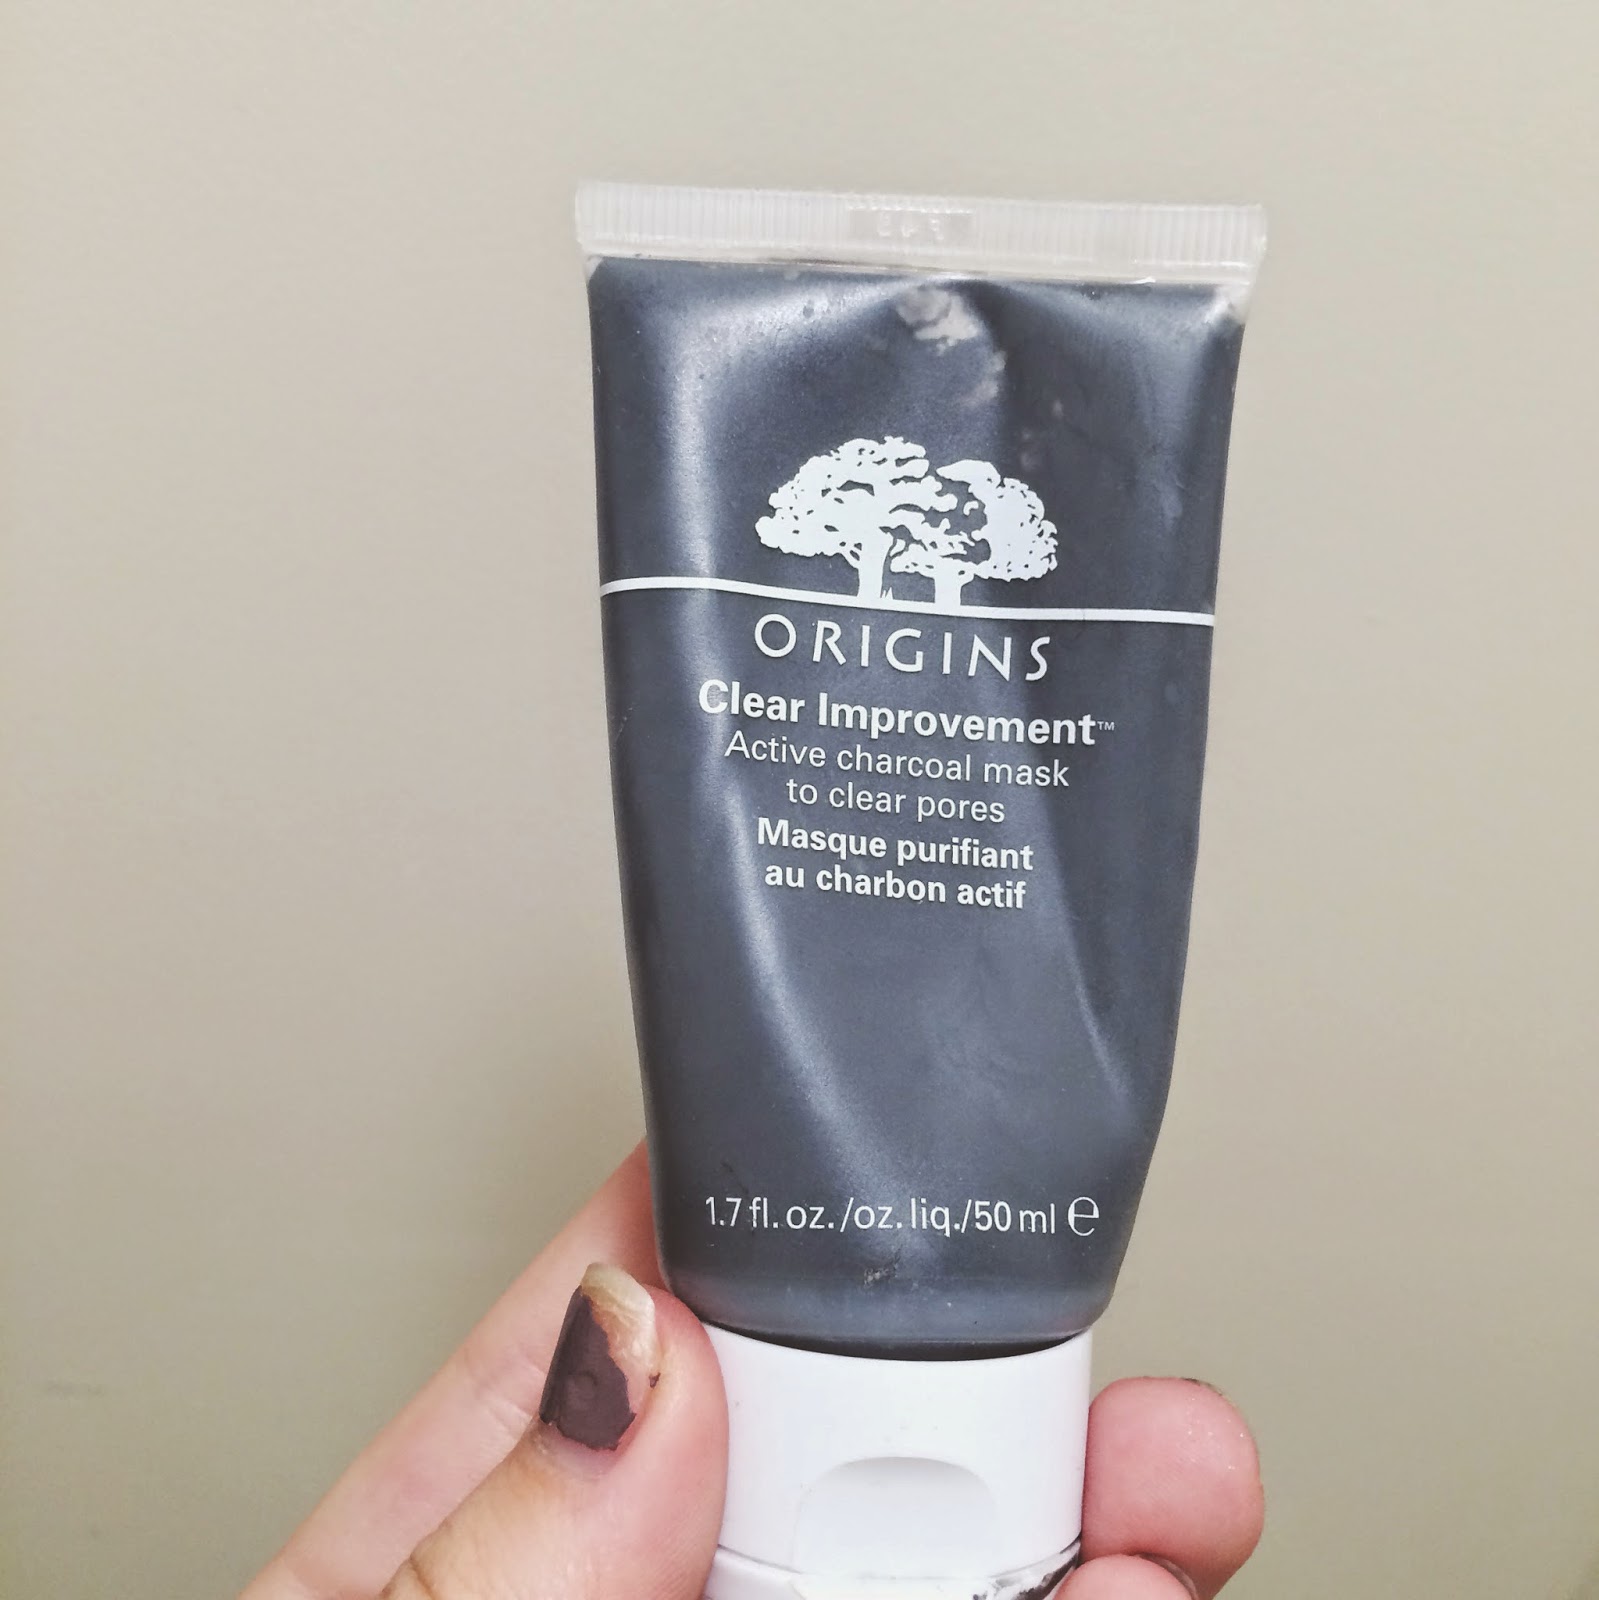 ORIGINS
Clear Improvement™
Active charcoal mask
to clear pores
Masque purifiant
au charbon actif
1.7 fl. oz./oz. liq./50 ml ℮